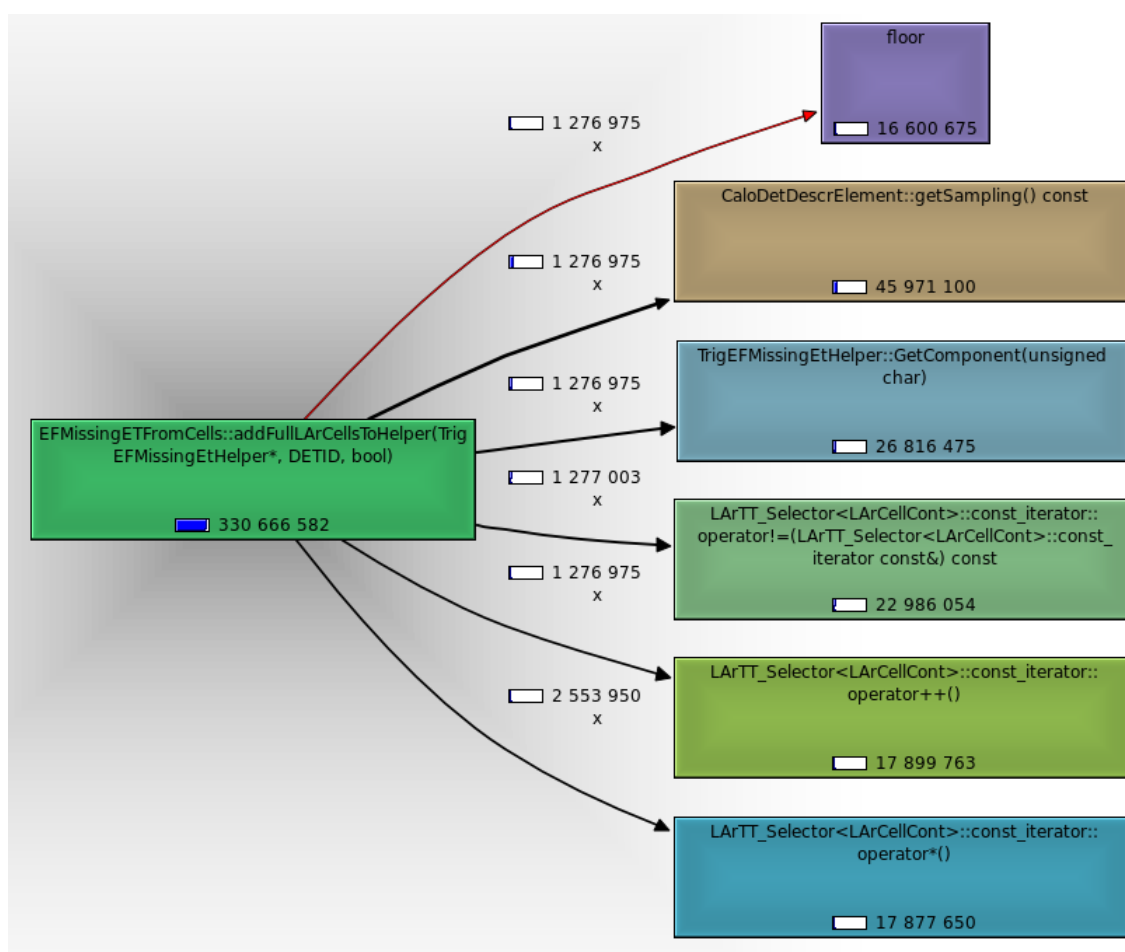 floor
16 600 675
1 276 975
x
CaloDetDescrElement::getSampling() const
45 971 100
1 276 975
x
TrigEFMissingEtHelper::GetComponent(unsigned
char)
26 816 475
1 276 975
x
EFMissingETFromCells::addFullLArCellsToHelper(Trig
EFMissingEtHelper*, DETID, bool)
330 666 582
1 277 003
x
LArTT_Selector<LArCellCont>::const_iterator::
operator!=(LArTT_Selector<LArCellCont>::const_
iterator const&) const
22 986 054
1 276 975
x
LArTT_Selector<LArCellCont>::const_iterator::
operator++()
17 899 763
2 553 950
x
LArTT_Selector<LArCellCont>::const_iterator::
operator*()
17 877 650